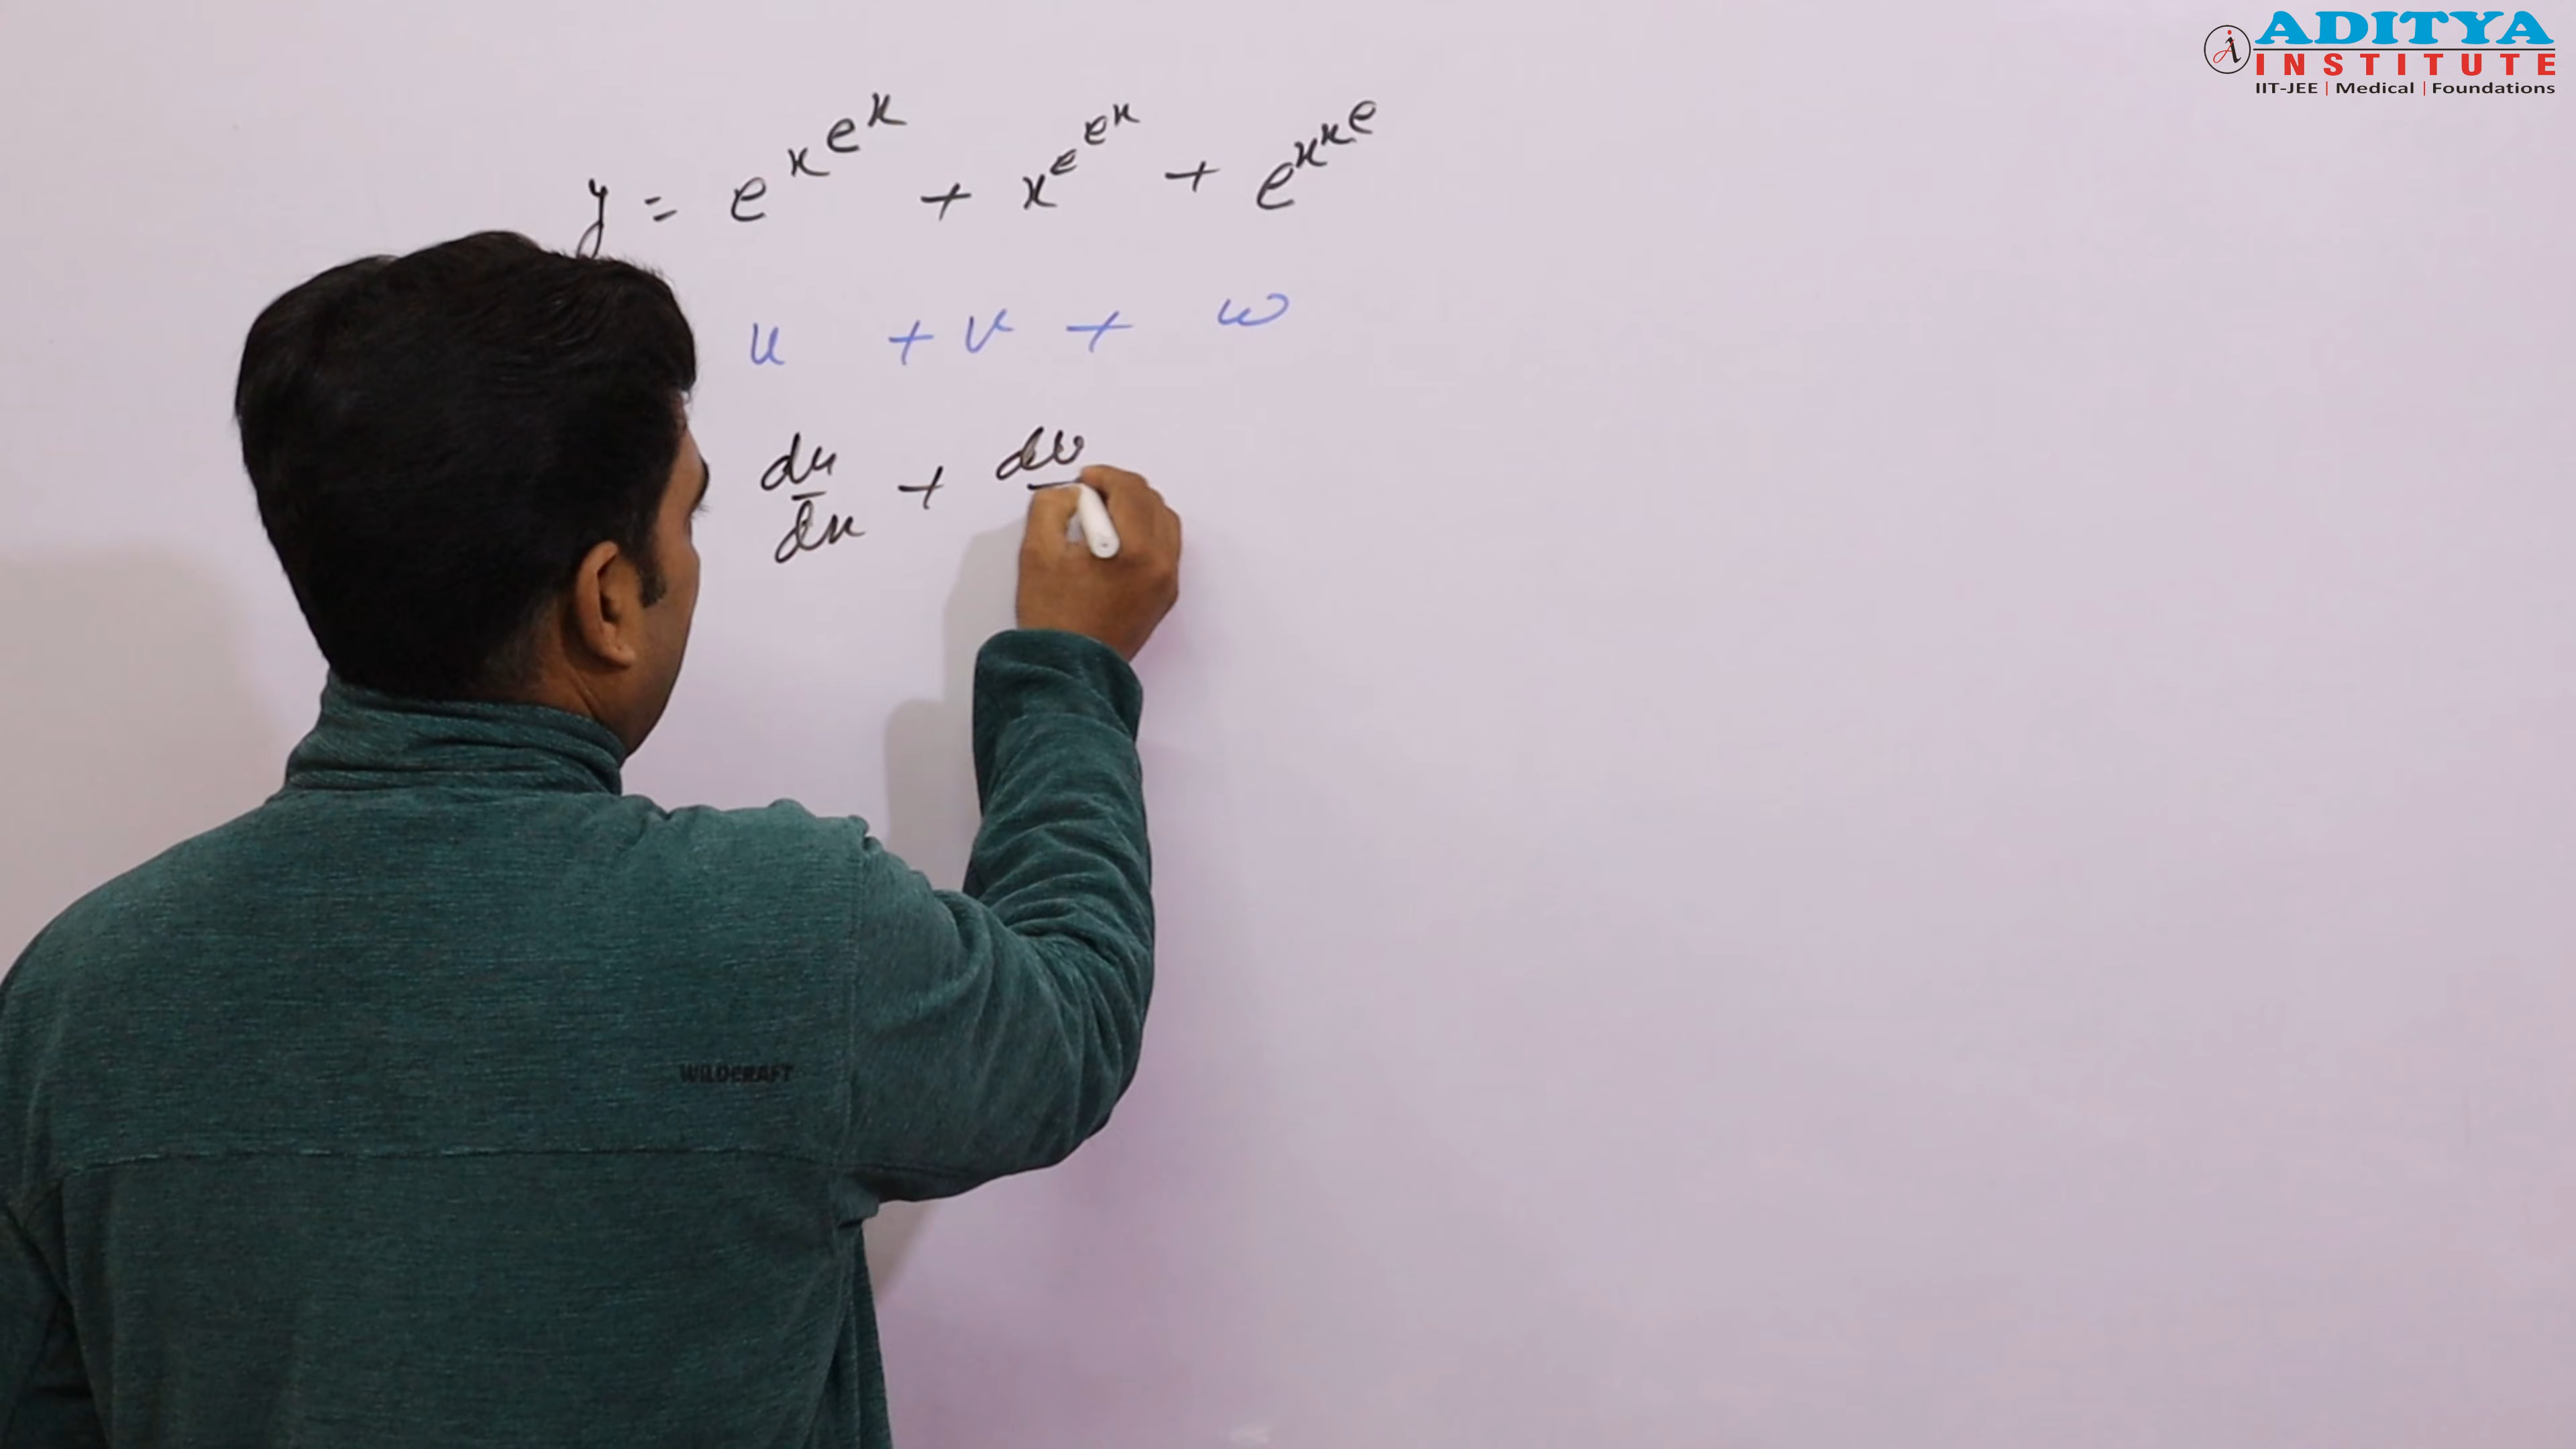 ADITYA
INSTITUTE
IIT-JEE | Medical | Foundations
y = e^x^e^x + x^e^e^x + e^x^x^e
u + v + w
du/dx + dv
WILDCRAFT